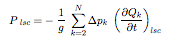 P_{lsc} = - \frac{1}{g} \sum_{k=2}^{N} \Delta p_k \left( \frac{\partial Q_k}{\partial t} \right)_{lsc}